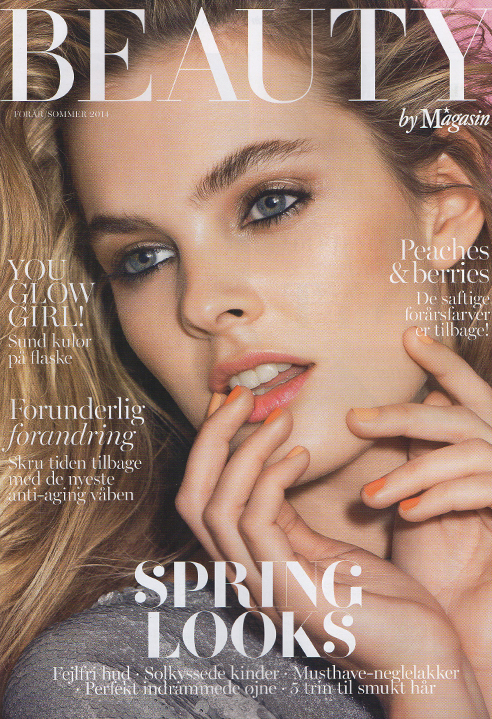 BEAUTY
by Magasin
FORÅR/SOMMER 2014
Peaches
& berries
De saftige
forårsfarver
er tilbage!
YOU
GLOW
GIRL!
Sund kulør
på flaske
Forunderlig
forandring
Skru tiden tilbage
med de nyeste
anti-aging våben
SPRING
LOOKS
Fejlfri hud · Solkyssede kinder · Musthave-neglelakker
· Perfekt indrammede øjne · 5 trin til smukt hår